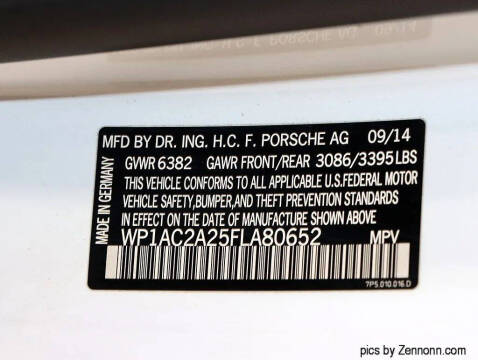 MFD BY DR. ING. H.C. F. PORSCHE AG 09/14
GVWR 6382 GAWR FRONT/REAR 3086/3395LBS
THIS VEHICLE CONFORMS TO ALL APPLICABLE U.S.FEDERAL MOTOR
VEHICLE SAFETY,BUMPER,AND THEFT PREVENTION STANDARDS
IN EFFECT ON THE DATE OF MANUFACTURE SHOWN ABOVE
WP1AC2A25FLA80652 MPV
7P5.010.016.D
MADE IN GERMANY
pics by Zennonn.com